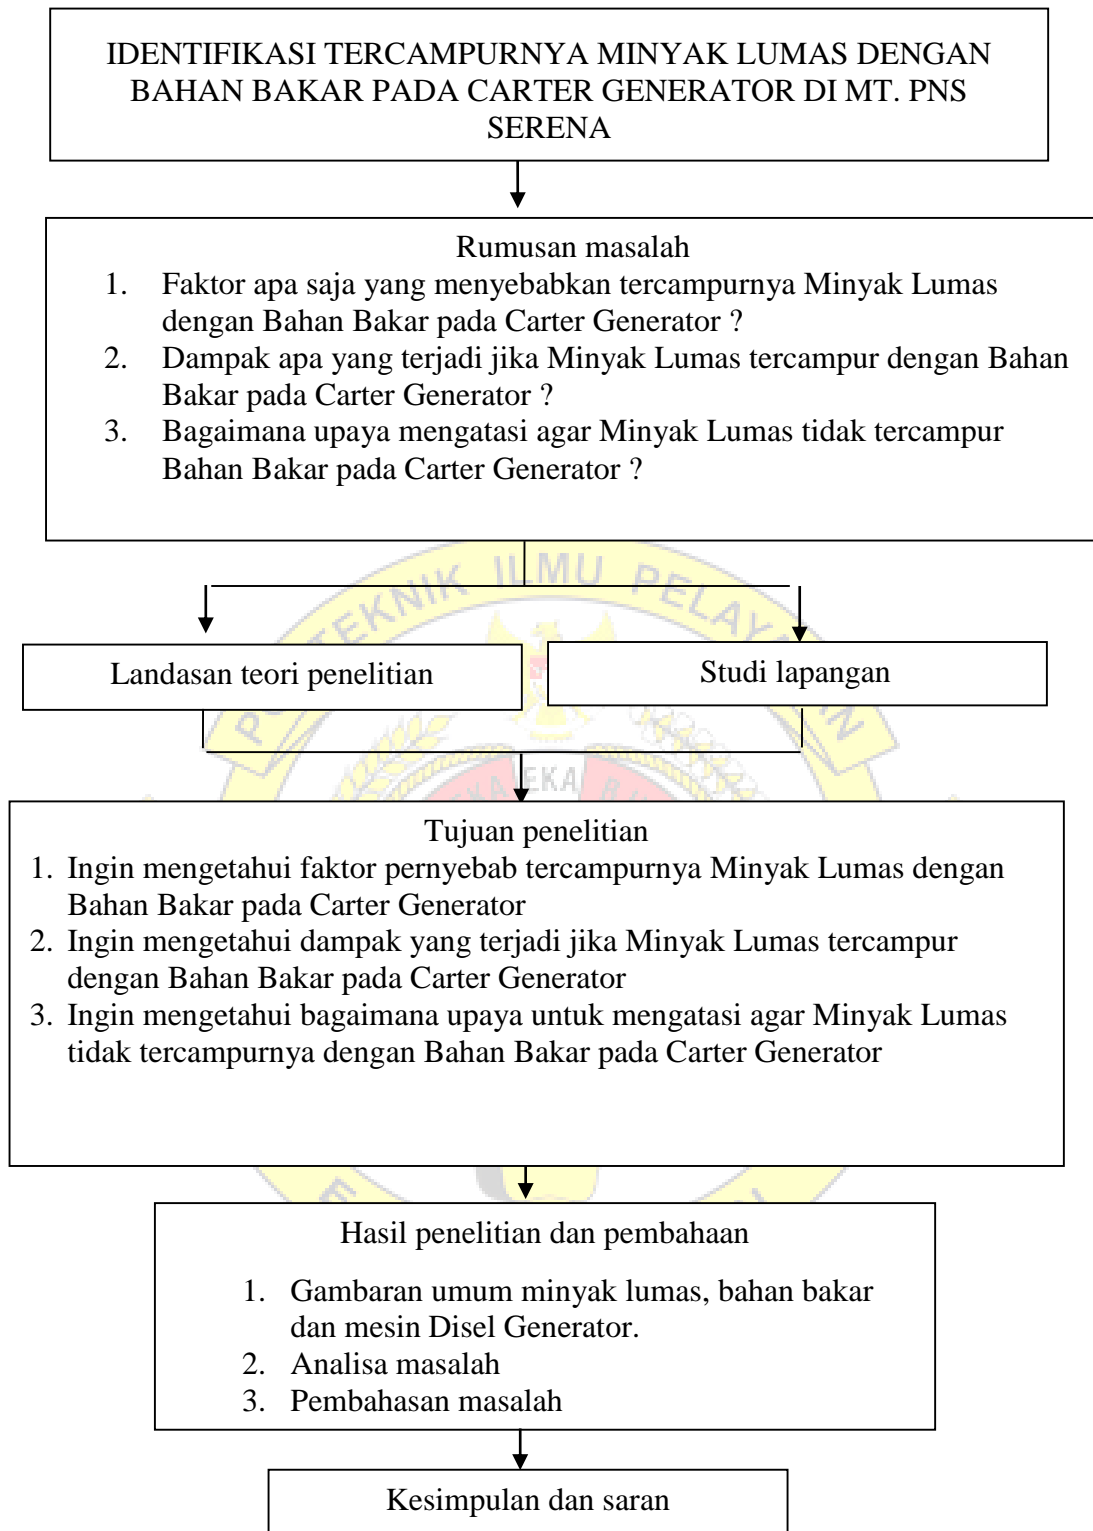 IDENTIFIKASI TERCAMPURNYA MINYAK LUMAS DENGAN
BAHAN BAKAR PADA CARTER GENERATOR DI MT. PNS
SERENA
Rumusan masalah
1. Faktor apa saja yang menyebabkan tercampurnya Minyak Lumas
dengan Bahan Bakar pada Carter Generator ?
2. Dampak apa yang terjadi jika Minyak Lumas tercampur dengan Bahan
Bakar pada Carter Generator ?
3. Bagaimana upaya mengatasi agar Minyak Lumas tidak tercampur
Bahan Bakar pada Carter Generator ?
ILMU
Landasan teori penelitian
Studi lapangan
EKA
Tujuan penelitian
1. Ingin mengetahui faktor pernyebab tercampurnya Minyak Lumas dengan
Bahan Bakar pada Carter Generator
2. Ingin mengetahui dampak yang terjadi jika Minyak Lumas tercampur
dengan Bahan Bakar pada Carter Generator
3. Ingin mengetahui bagaimana upaya untuk mengatasi agar Minyak Lumas
tidak tercampurnya dengan Bahan Bakar pada Carter Generator
Hasil penelitian dan pembahaan
1. Gambaran umum minyak lumas, bahan bakar
dan mesin Disel Generator.
2. Analisa masalah
3. Pembahasan masalah
Kesimpulan dan saran